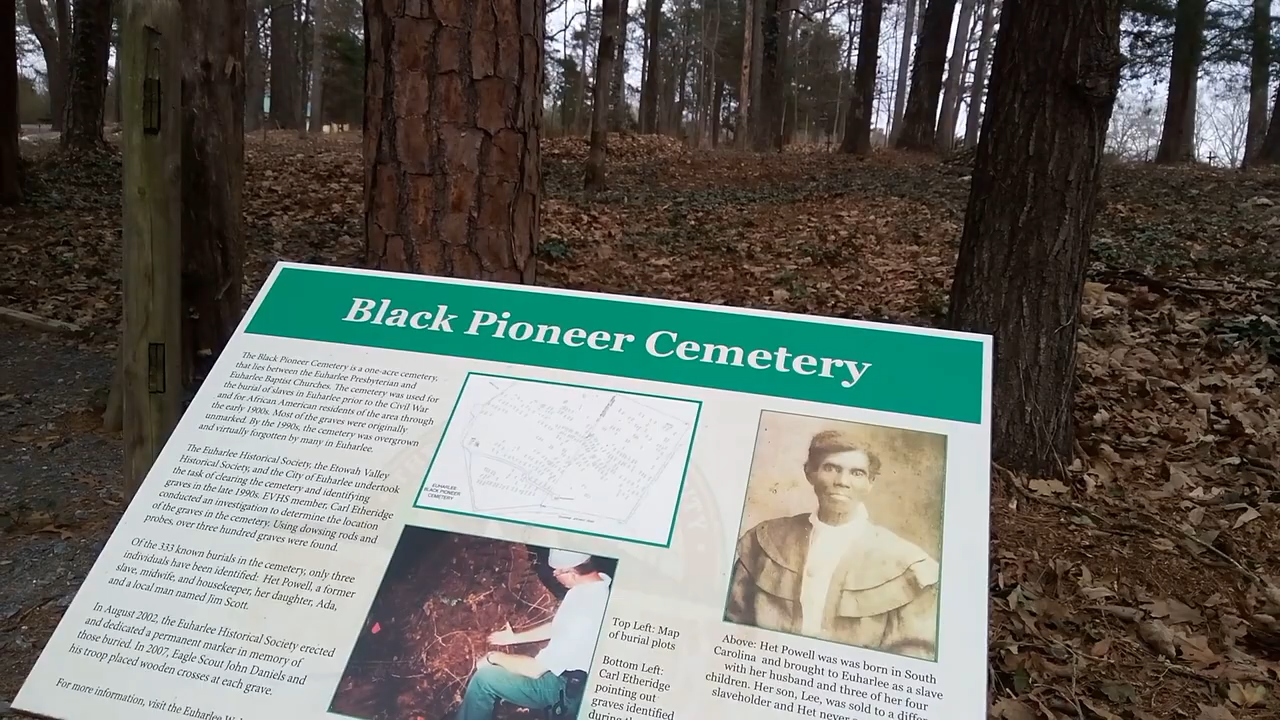 Black Pioneer Cemetery
The Black Pioneer Cemetery is a one-acre cemetery,
that lies between the Euharlee Presbyterian and
Euharlee Baptist Churches. The cemetery was used for
the burial of slaves in Euharlee prior to the Civil War
and for African American residents of the area through
the early 1900s. Most of the graves were originally
unmarked. By the 1990s, the cemetery was overgrown
and virtually forgotten by many in Euharlee.
The Euharlee Historical Society, the Etowah Valley
Historical Society, and the City of Euharlee undertook
the task of clearing the cemetery and identifying
graves in the late 1990s. EVHS member, Carl Etheridge
conducted an investigation to determine the location
of the graves in the cemetery. Using dowsing rods and
probes, over three hundred graves were found.
Of the 333 known burials in the cemetery, only three
individuals have been identified: Het Powell, a former
slave, midwife, and housekeeper, her daughter, Ada,
and a local man named Jim Scott.
In August 2002, the Euharlee Historical Society erected
and dedicated a permanent marker in memory of
those buried. In 2007, Eagle Scout John Daniels and
his troop placed wooden crosses at each grave.
For more information, visit the Euharlee
EUHARLEE
BLACK PIONEER
CEMETERY
Top Left: Map
of burial plots
Bottom Left:
Carl Etheridge
pointing out
graves identified
Above: Het Powell was was born in South
Carolina and brought to Euharlee as a slave
with her husband and three of her four
children. Her son, Lee, was sold to a differ
slaveholder and Het never